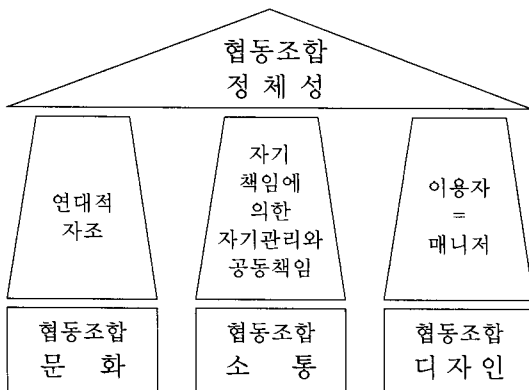 협동조합
정 체 성
연대적
자조
자기
책임에
의한
자기관리와
공동책임
이용자
=
매니저
협동조합
문 화
협동조합
소 통
협동조합
디 자 인